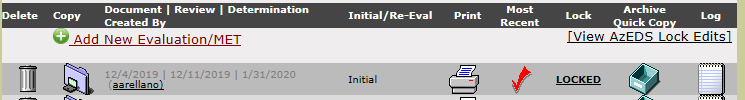 Delete Copy Document | Review | Determination Created By Initial/Re-Eval Print Most Recent Lock Archive Quick Copy Log
Add New Evaluation/MET [View AzEDS Lock Edits]
12/4/2019 | 12/11/2019 | 1/31/2020 Initial LOCKED
(aarellano)